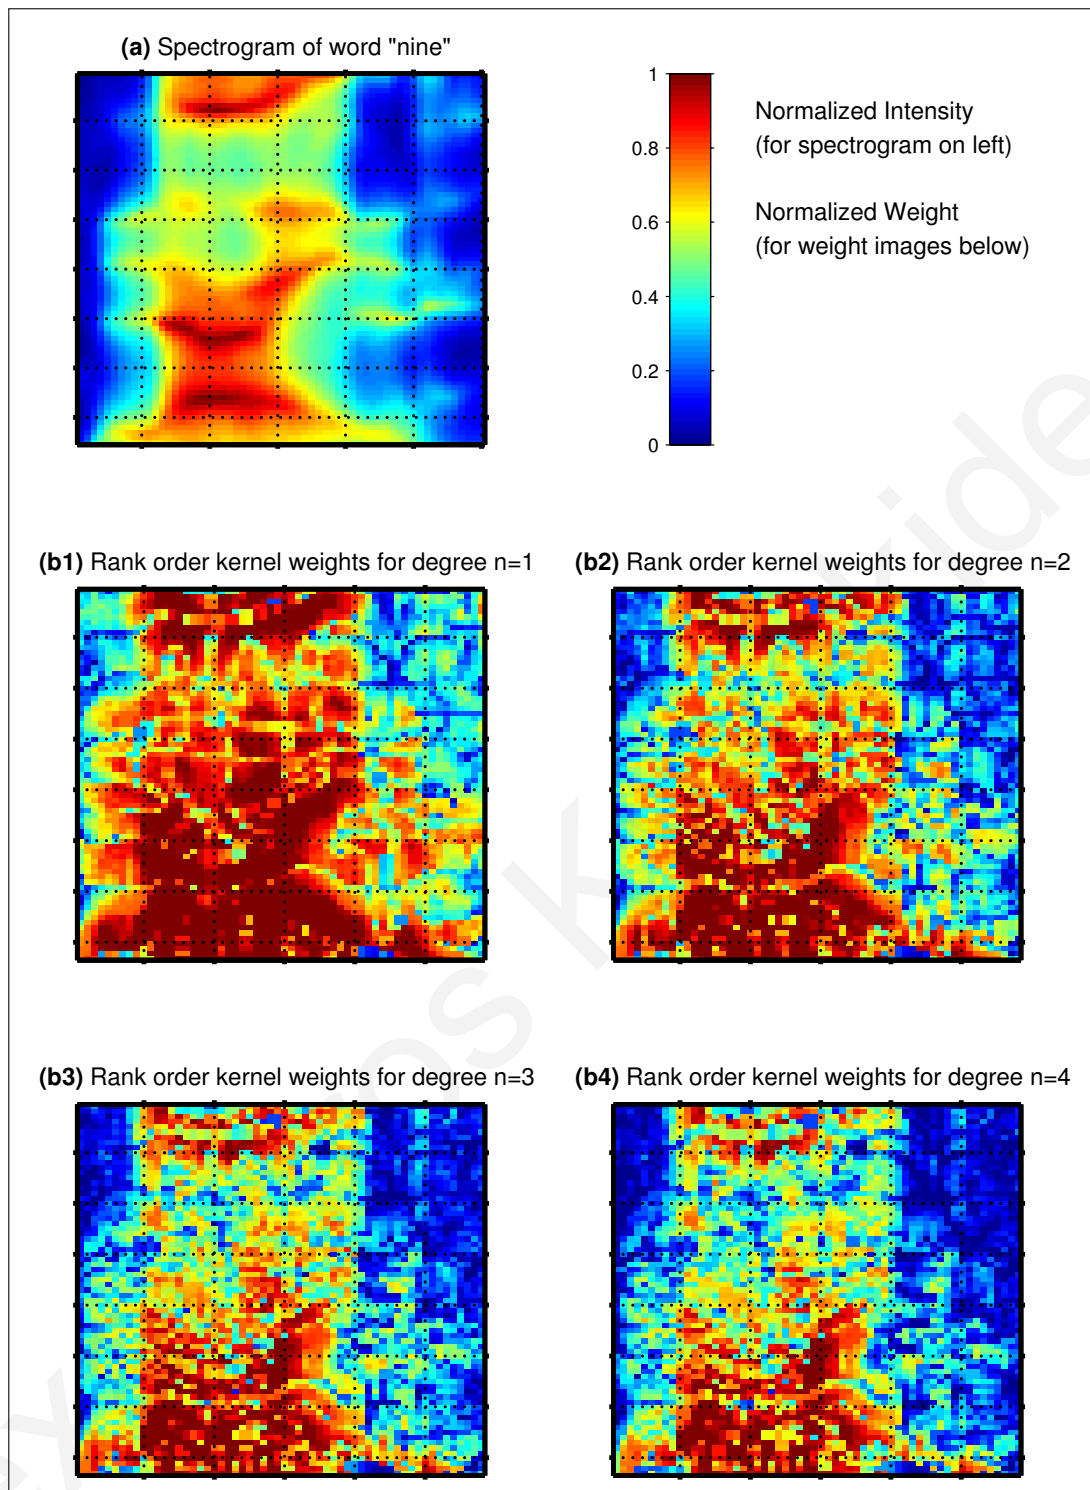 (a) Spectrogram of word "nine"
1
0.8
0.6
0.4
0.2
0
Normalized Intensity
(for spectrogram on left)
Normalized Weight
(for weight images below)
(b1) Rank order kernel weights for degree n=1
(b2) Rank order kernel weights for degree n=2
(b3) Rank order kernel weights for degree n=3
(b4) Rank order kernel weights for degree n=4